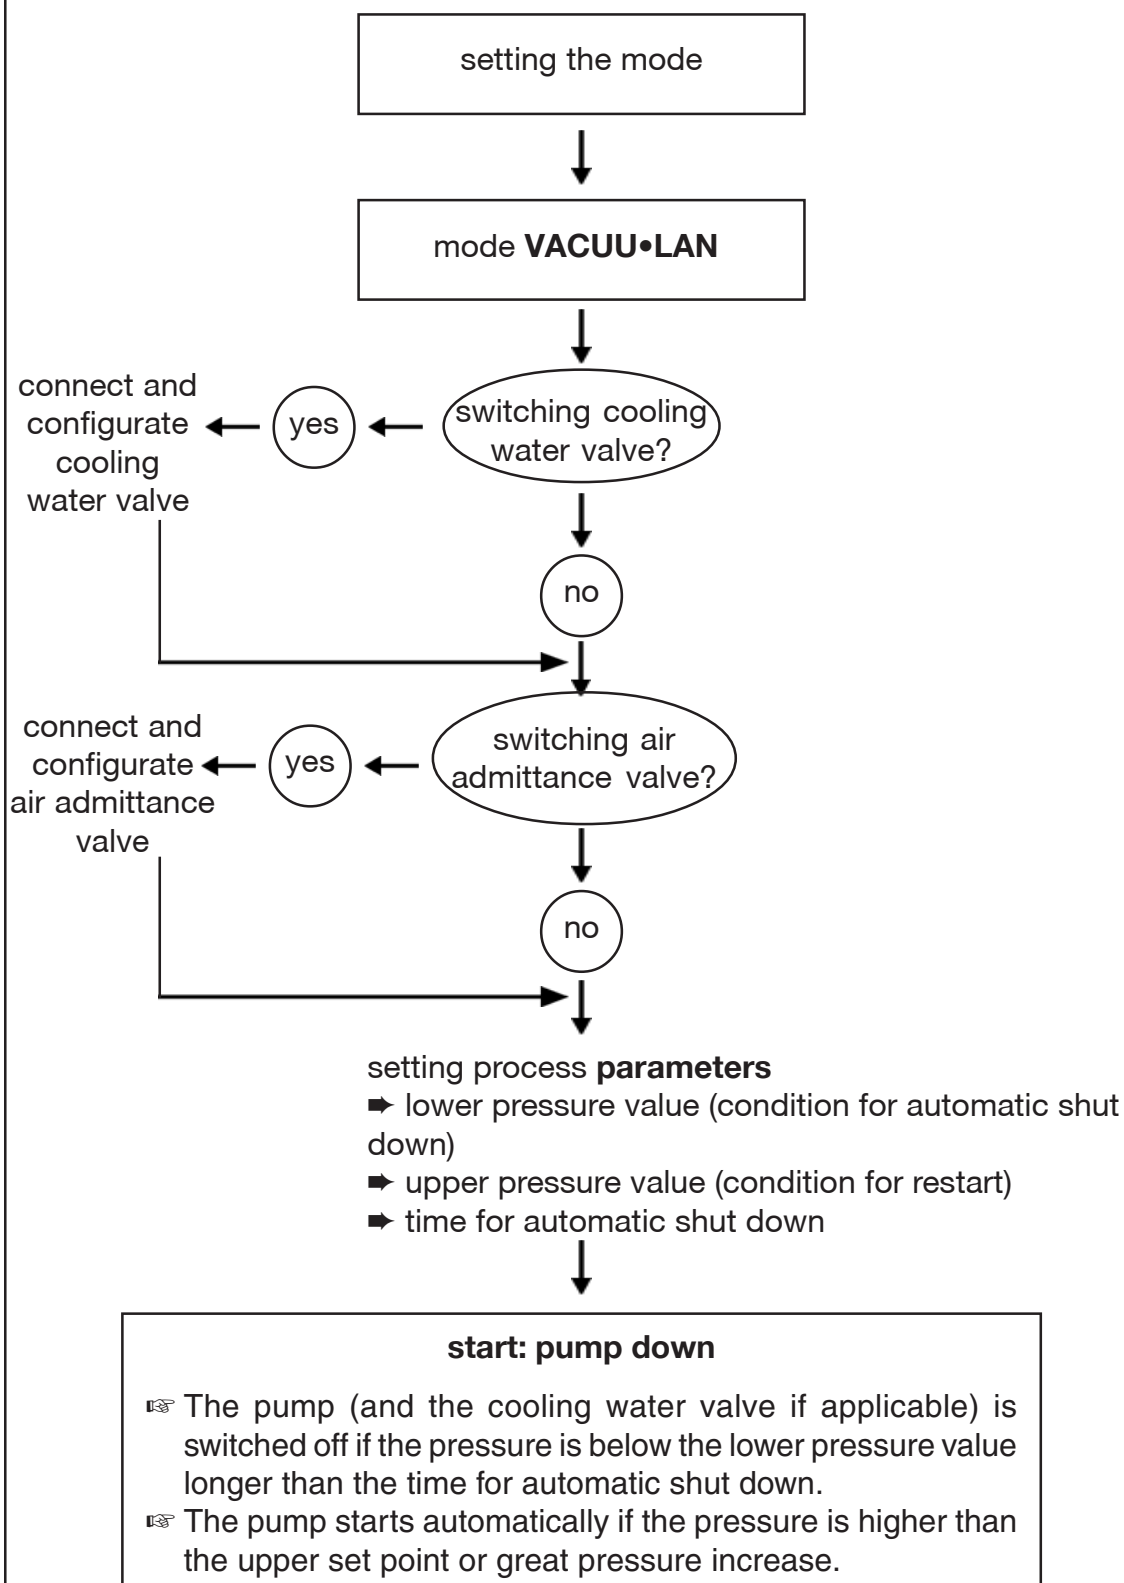 setting the mode
mode VACUU•LAN
switching cooling
water valve?
yes
connect and
configurate
cooling
water valve
no
switching air
admittance valve?
yes
connect and
configurate
air admittance
valve
no
setting process parameters
➨ lower pressure value (condition for automatic shut
down)
➨ upper pressure value (condition for restart)
➨ time for automatic shut down
start: pump down
☞ The pump (and the cooling water valve if applicable) is
switched off if the pressure is below the lower pressure value
longer than the time for automatic shut down.
☞ The pump starts automatically if the pressure is higher than
the upper set point or great pressure increase.